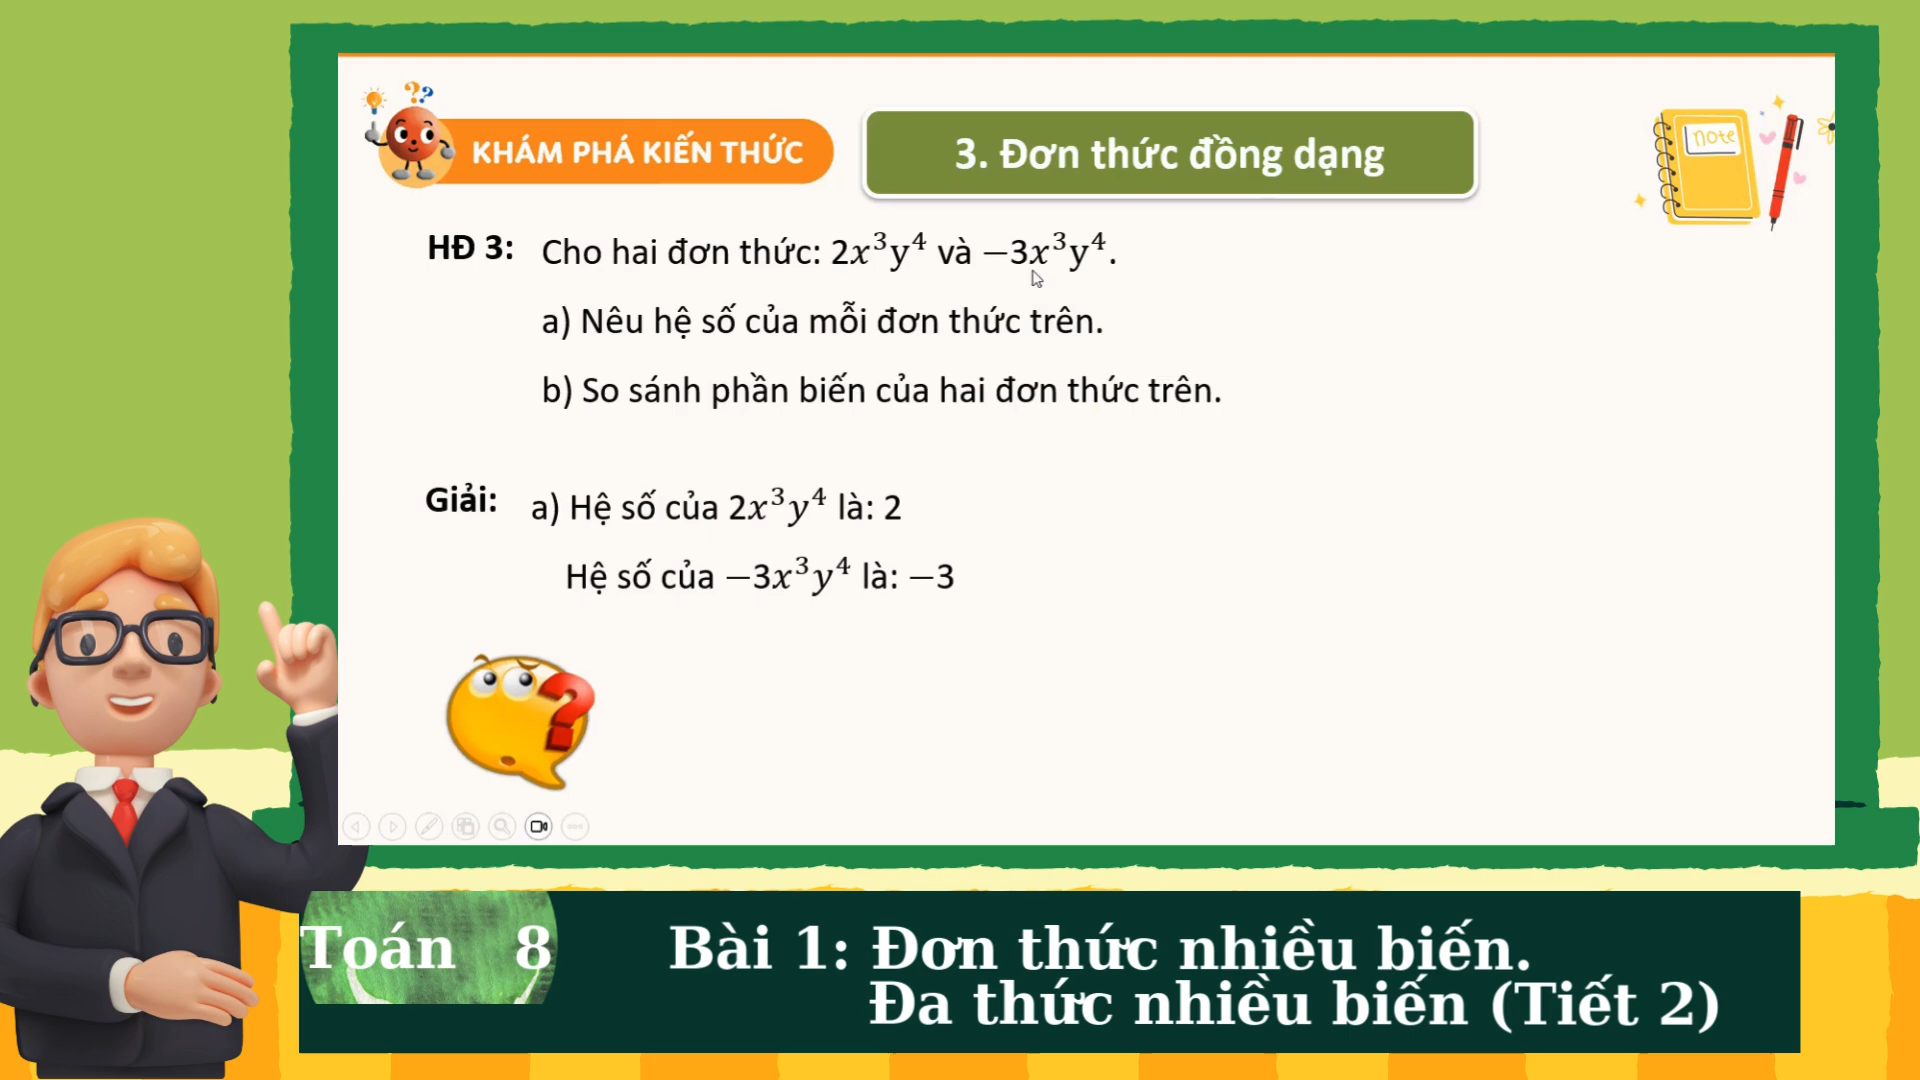 ??
KHÁM PHÁ KIẾN THỨC
3. Đơn thức đồng dạng
note
HĐ 3: Cho hai đơn thức: 2x³y⁴ và −3x³y⁴.
a) Nêu hệ số của mỗi đơn thức trên.
b) So sánh phần biến của hai đơn thức trên.
Giải: a) Hệ số của 2x³y⁴ là: 2
Hệ số của −3x³y⁴ là: −3
?
Toán 8
Bài 1: Đơn thức nhiều biến.
Đa thức nhiều biến (Tiết 2)